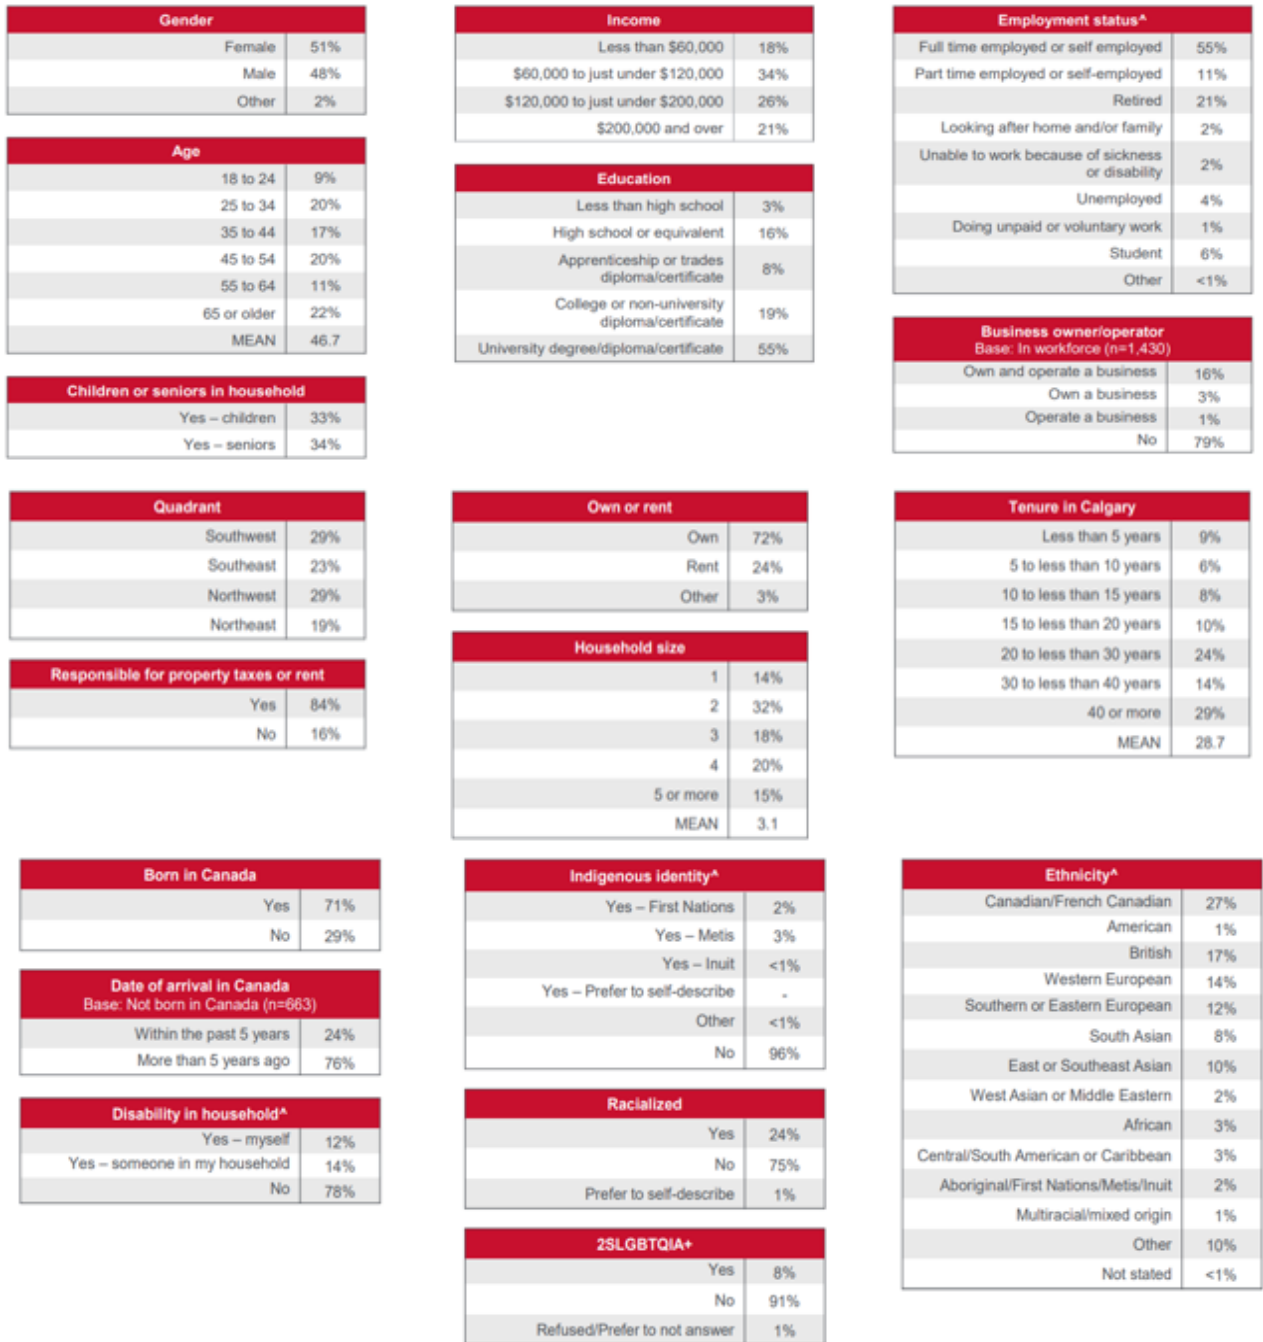 Gender
Female 51%
Male 48%
Other 2%
Age
18 to 24 9%
25 to 34 20%
35 to 44 17%
45 to 54 20%
55 to 64 11%
65 or older 22%
MEAN 46.7
Children or seniors in household
Yes – children 33%
Yes – seniors 34%
Income
Less than $60,000 18%
$60,000 to just under $120,000 34%
$120,000 to just under $200,000 26%
$200,000 and over 21%
Education
Less than high school 3%
High school or equivalent 16%
Apprenticeship or trades
diploma/certificate 8%
College or non-university
diploma/certificate 19%
University degree/diploma/certificate 55%
Employment status^
Full time employed or self employed 55%
Part time employed or self-employed 11%
Retired 21%
Looking after home and/or family 2%
Unable to work because of sickness
or disability 2%
Unemployed 4%
Doing unpaid or voluntary work 1%
Student 6%
Other <1%
Business owner/operator
Base: In workforce (n=1,430)
Own and operate a business 16%
Own a business 3%
Operate a business 1%
No 79%
Quadrant
Southwest 29%
Southeast 23%
Northwest 29%
Northeast 19%
Responsible for property taxes or rent
Yes 84%
No 16%
Own or rent
Own 72%
Rent 24%
Other 3%
Household size
1 14%
2 32%
3 18%
4 20%
5 or more 15%
MEAN 3.1
Tenure in Calgary
Less than 5 years 9%
5 to less than 10 years 6%
10 to less than 15 years 8%
15 to less than 20 years 10%
20 to less than 30 years 24%
30 to less than 40 years 14%
40 or more 29%
MEAN 28.7
Born in Canada
Yes 71%
No 29%
Date of arrival in Canada
Base: Not born in Canada (n=663)
Within the past 5 years 24%
More than 5 years ago 76%
Disability in household^
Yes – myself 12%
Yes – someone in my household 14%
No 78%
Indigenous identity^
Yes – First Nations 2%
Yes – Metis 3%
Yes – Inuit <1%
Yes – Prefer to self-describe -
Other <1%
No 96%
Racialized
Yes 24%
No 75%
Prefer to self-describe 1%
2SLGBTQIA+
Yes 8%
No 91%
Refused/Prefer to not answer 1%
Ethnicity^
Canadian/French Canadian 27%
American 1%
British 17%
Western European 14%
Southern or Eastern European 12%
South Asian 8%
East or Southeast Asian 10%
West Asian or Middle Eastern 2%
African 3%
Central/South American or Caribbean 3%
Aboriginal/First Nations/Metis/Inuit 2%
Multiracial/mixed origin 1%
Other 10%
Not stated <1%